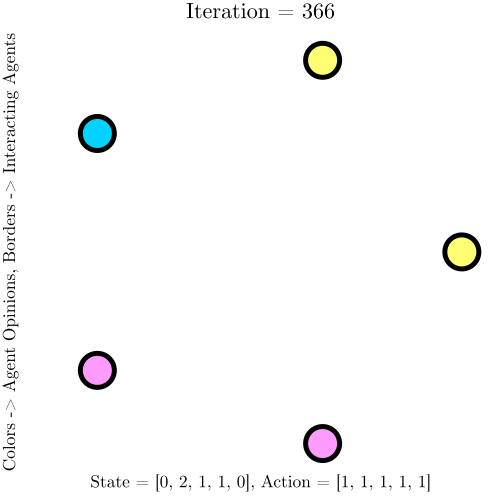 Iteration = 366
Colors -> Agent Opinions, Borders -> Interacting Agents
State = [0, 2, 1, 1, 0], Action = [1, 1, 1, 1, 1]